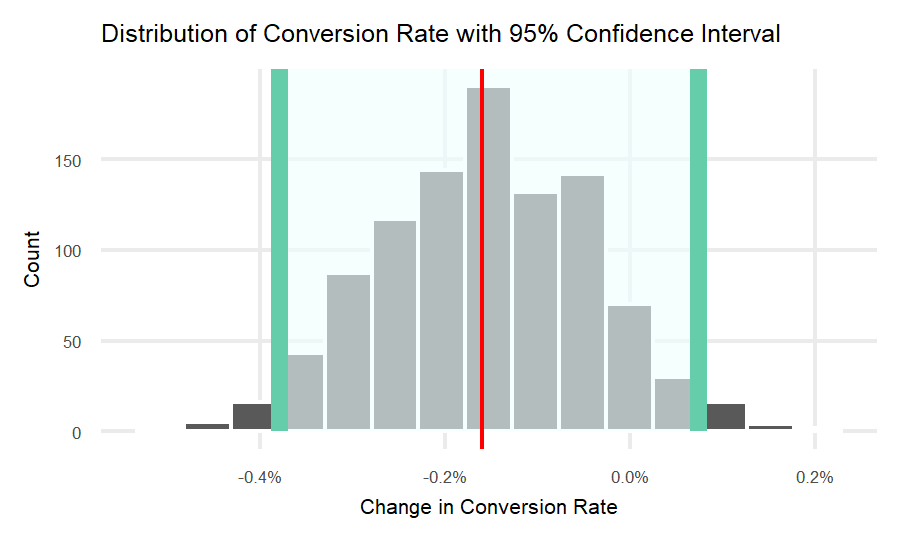 Distribution of Conversion Rate with 95% Confidence Interval
150
100
50
0
Count
-0.4% -0.2% 0.0% 0.2%
Change in Conversion Rate